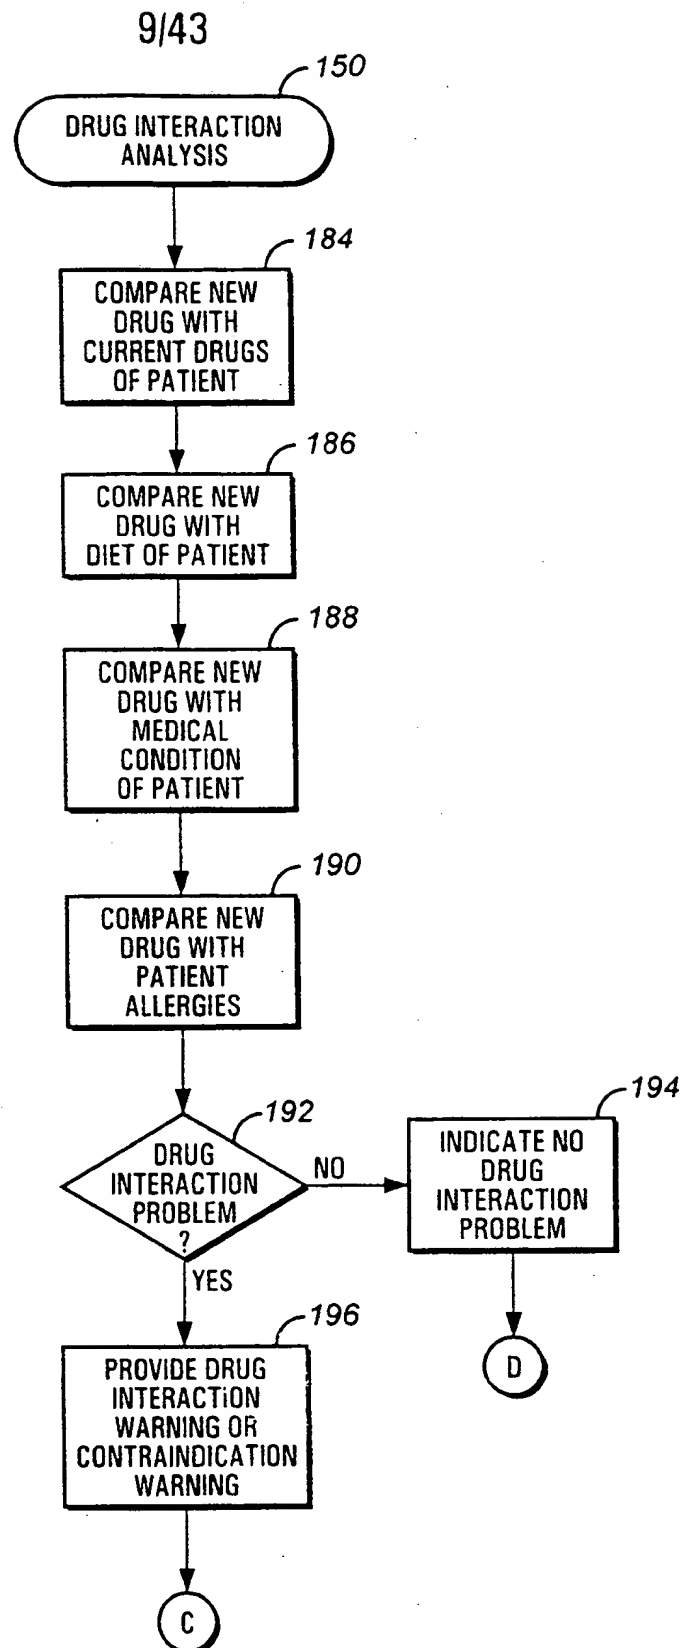 9/43
150
DRUG INTERACTION
ANALYSIS
184
COMPARE NEW
DRUG WITH
CURRENT DRUGS
OF PATIENT
186
COMPARE NEW
DRUG WITH
DIET OF PATIENT
188
COMPARE NEW
DRUG WITH
MEDICAL
CONDITION
OF PATIENT
190
COMPARE NEW
DRUG WITH
PATIENT
ALLERGIES
192
DRUG
INTERACTION
PROBLEM
?
NO
194
INDICATE NO
DRUG
INTERACTION
PROBLEM
D
YES
196
PROVIDE DRUG
INTERACTION
WARNING OR
CONTRAINDICATION
WARNING
C